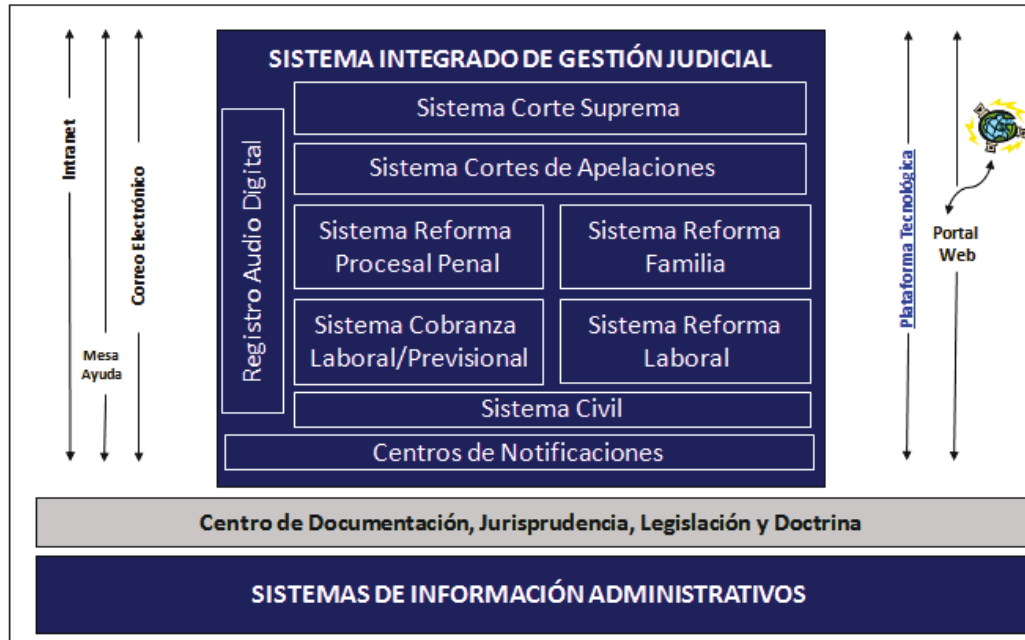 SISTEMA INTEGRADO DE GESTIÓN JUDICIAL
Sistema Corte Suprema
Sistema Cortes de Apelaciones
Registro Audio Digital
Sistema Reforma
Procesal Penal
Sistema Reforma
Familia
Sistema Cobranza
Laboral/Previsional
Sistema Reforma
Laboral
Sistema Civil
Centros de Notificaciones
Intranet
Mesa
Ayuda
Correo Electrónico
Plataforma Tecnológica
Portal
Web
Centro de Documentación, Jurisprudencia, Legislación y Doctrina
SISTEMAS DE INFORMACIÓN ADMINISTRATIVOS